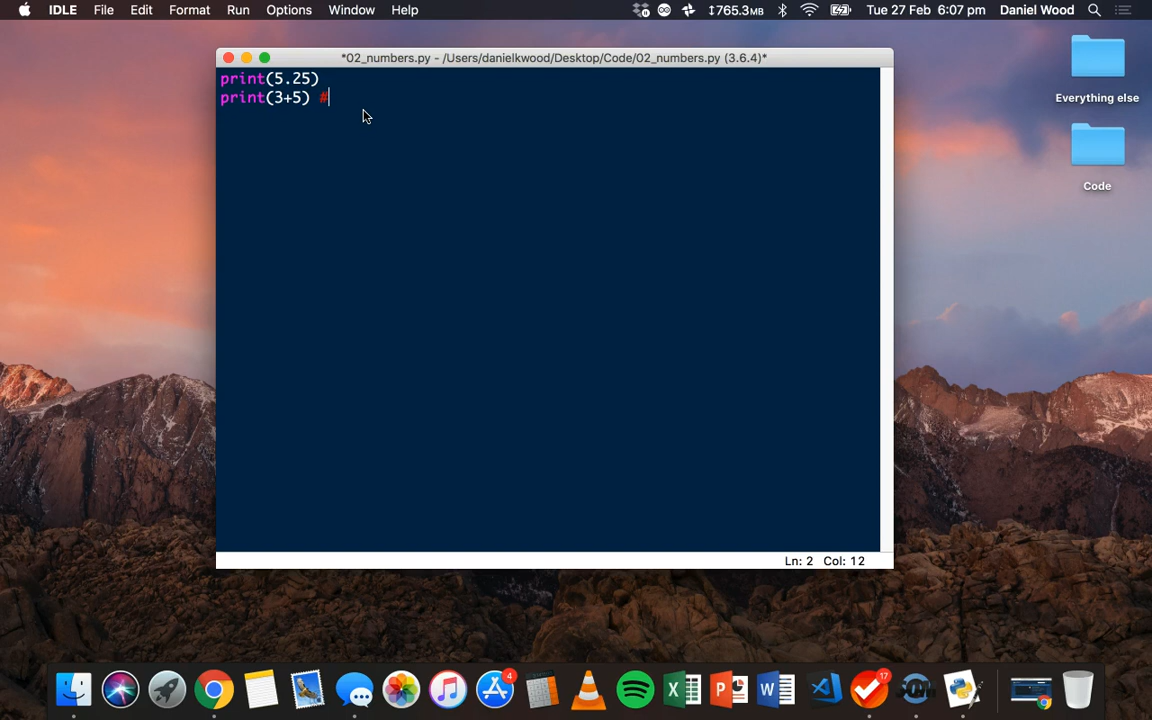 IDLE File Edit Format Run Options Window Help 765.3MB Tue 27 Feb 6:07 pm Daniel Wood
*02_numbers.py - /Users/danielkwood/Desktop/Code/02_numbers.py (3.6.4)*
print(5.25)
print(3+5) #
Everything else
Code
Ln: 2 Col: 12
4
17